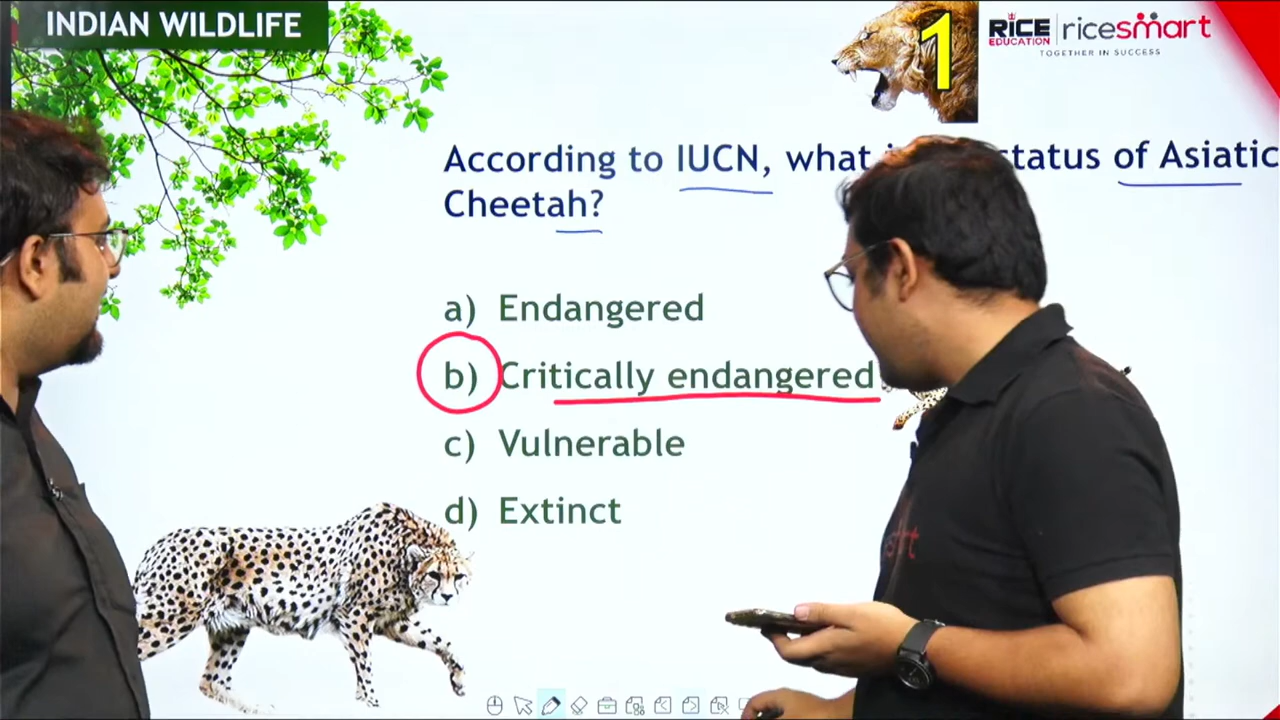 INDIAN WILDLIFE
1
RICE EDUCATION
ricesmart
TOGETHER IN SUCCESS
According to IUCN, what status of Asiatic
Cheetah?
a) Endangered
b) Critically endangered
c) Vulnerable
d) Extinct